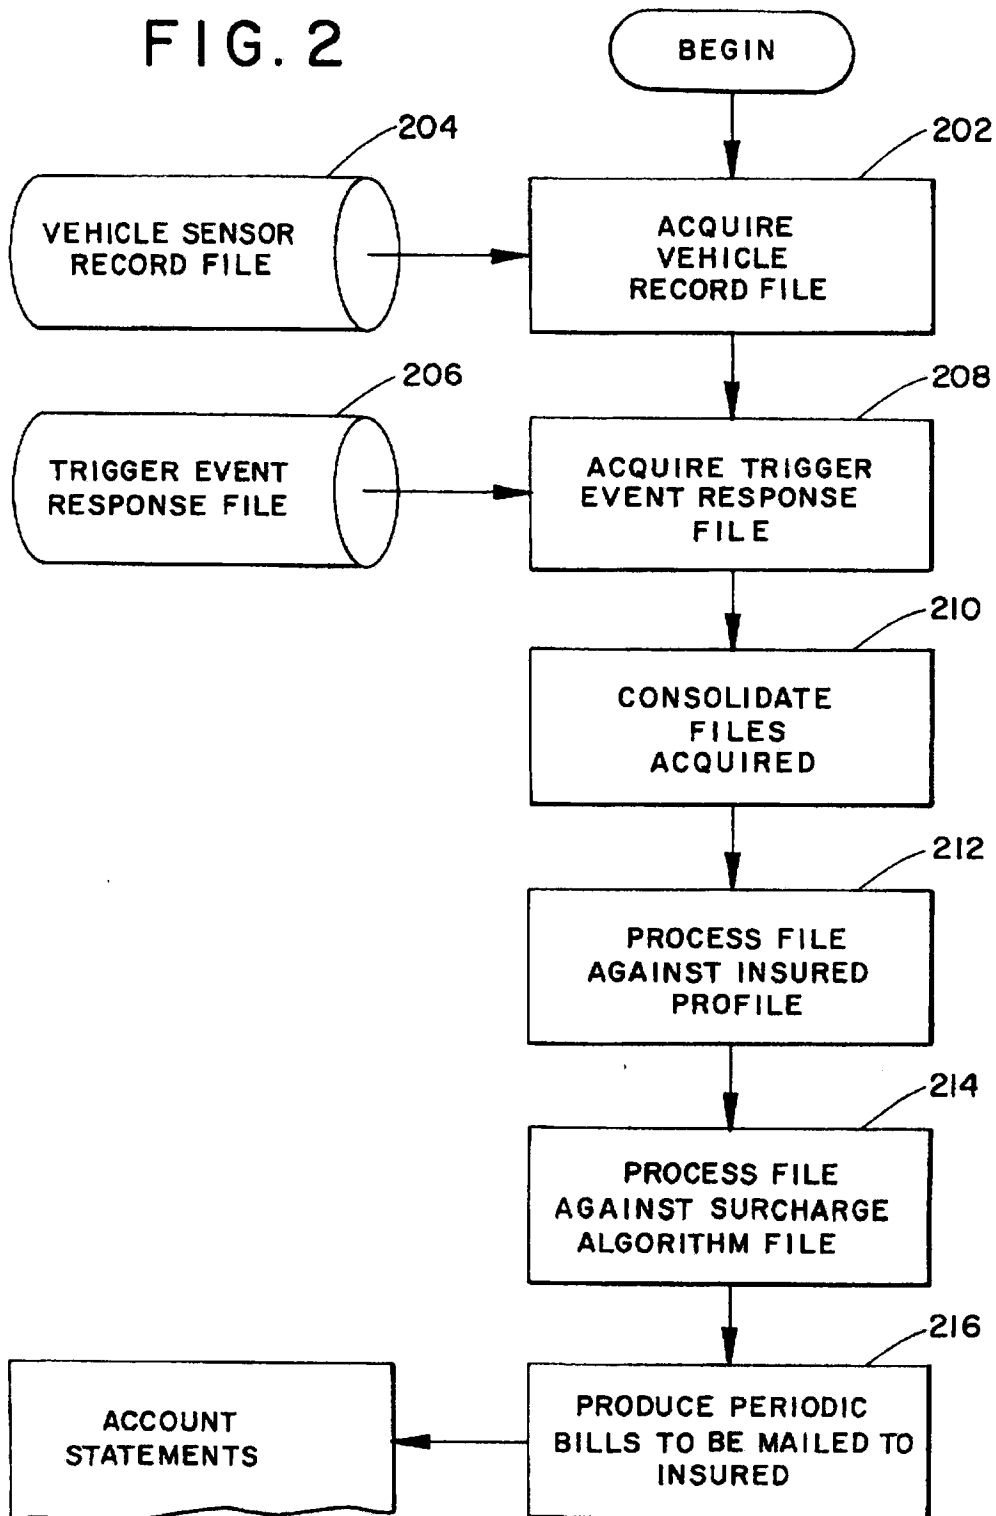 FIG. 2
BEGIN
204
202
VEHICLE SENSOR
RECORD FILE
ACQUIRE
VEHICLE
RECORD FILE
206
208
TRIGGER EVENT
RESPONSE FILE
ACQUIRE TRIGGER
EVENT RESPONSE
FILE
210
CONSOLIDATE
FILES
ACQUIRED
212
PROCESS FILE
AGAINST INSURED
PROFILE
214
PROCESS FILE
AGAINST SURCHARGE
ALGORITHM FILE
216
PRODUCE PERIODIC
BILLS TO BE MAILED TO
INSURED
ACCOUNT
STATEMENTS